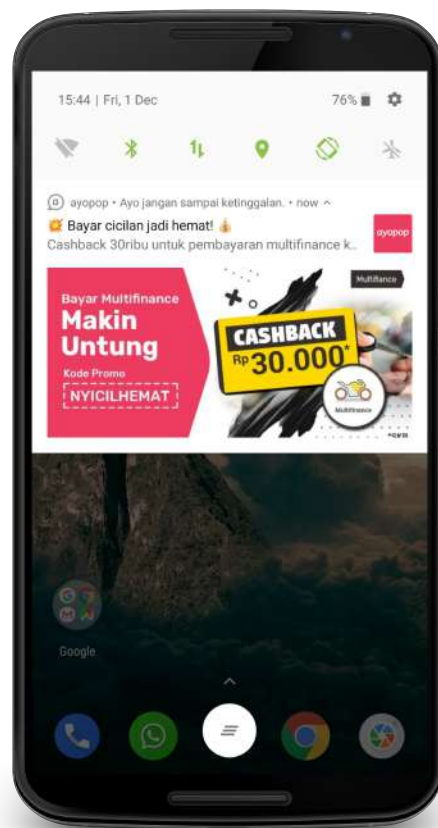 15:44 | Fri, 1 Dec
76%
ayopop • Ayo jangan sampai ketinggalan. • now
Bayar cicilan jadi hemat!
Cashback 30ribu untuk pembayaran multifinance k..
ayopop
Bayar Multifinance
Makin
Untung
Kode Promo
NYICILHEMAT
Multifinance
CASHBACK
Rp 30.000*
Multifinance
*S&KB
Google